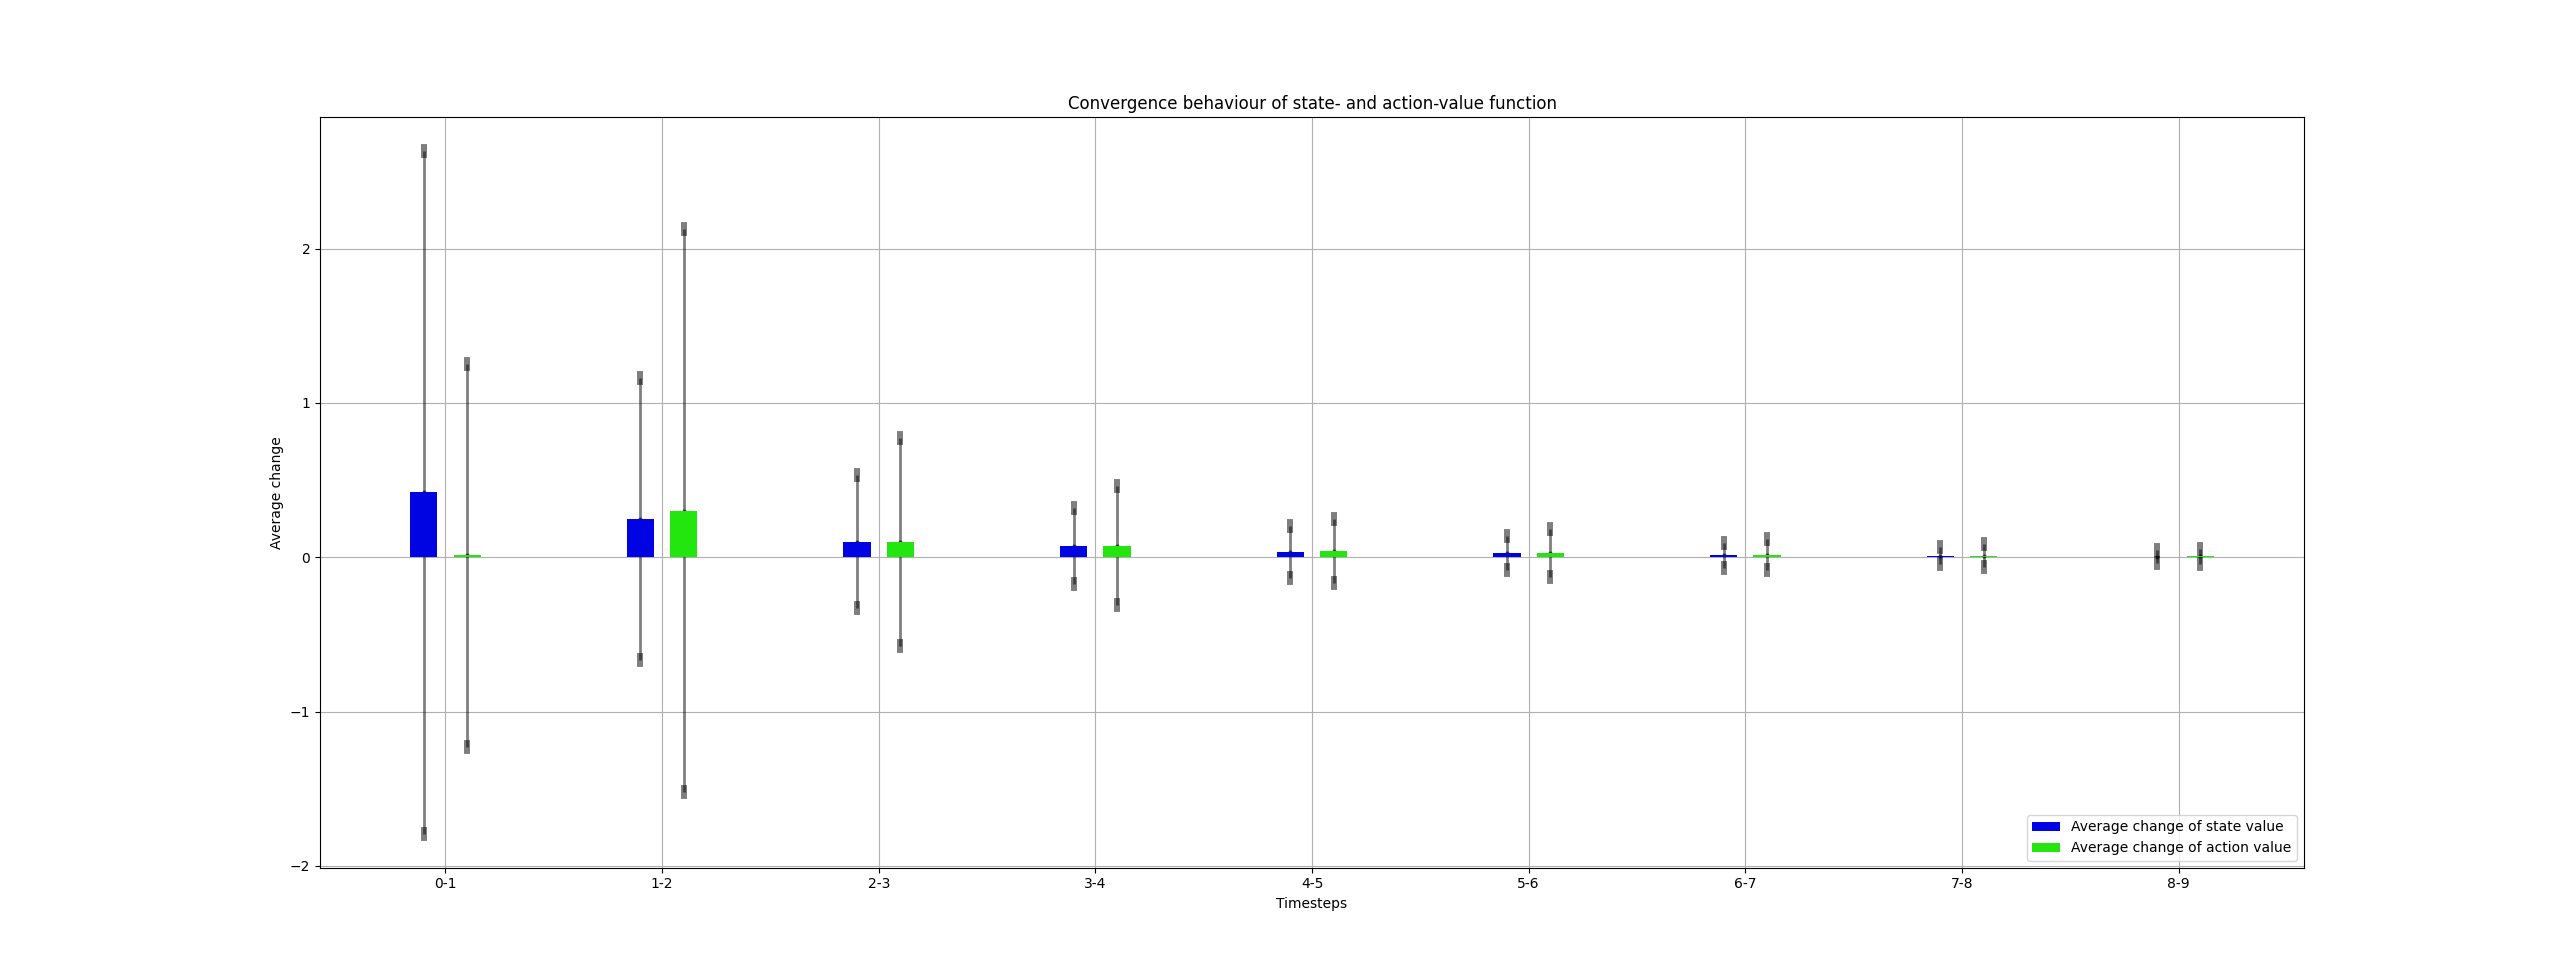 Convergence behaviour of state- and action-value function
Average change
2
1
0
−1
−2
0-1 1-2 2-3 3-4 4-5 5-6 6-7 7-8 8-9
Timesteps
Average change of state value
Average change of action value